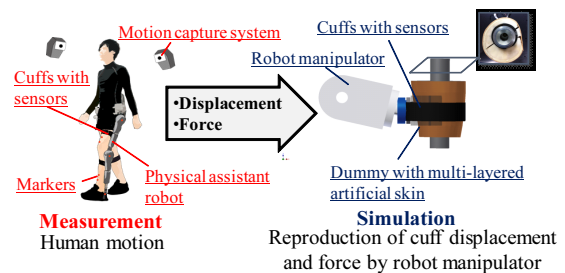 Motion capture system
Cuffs with
sensors
Markers
Physical assistant
robot
Measurement
Human motion
•Displacement
•Force
Cuffs with sensors
Robot manipulator
Dummy with multi-layered
artificial skin
Simulation
Reproduction of cuff displacement
and force by robot manipulator